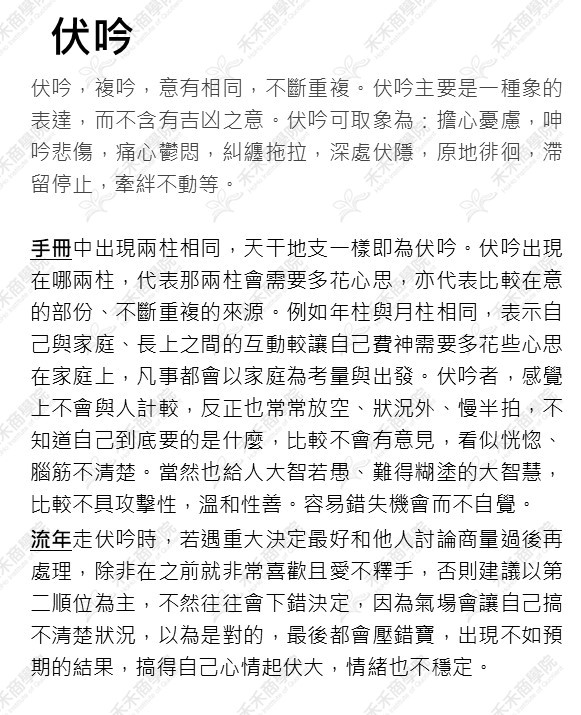 伏吟
伏吟，複吟，意有相同，不斷重複。伏吟主要是一種象的
表達，而不含有吉凶之意。伏吟可取象為：擔心憂慮，呻
吟悲傷，痛心鬱悶，糾纏拖拉，深處伏隱，原地徘徊，滯
留停止，牽絆不動等。
手冊中出現兩柱相同，天干地支一樣即為伏吟。伏吟出現
在哪兩柱，代表那兩柱會需要多花心思，亦代表比較在意
的部份、不斷重複的來源。例如年柱與月柱相同，表示自
己與家庭、長上之間的互動較讓自己費神需要多花些心思
在家庭上，凡事都會以家庭為考量與出發。伏吟者，感覺
上不會與人計較，反正也常常放空、狀況外、慢半拍，不
知道自己到底要的是什麼，比較不會有意見，看似恍惚、
腦筋不清楚。當然也給人大智若愚、難得糊塗的大智慧，
比較不具攻擊性，溫和性善。容易錯失機會而不自覺。
流年走伏吟時，若遇重大決定最好和他人討論商量過後再
處理，除非在之前就非常喜歡且愛不釋手，否則建議以第
二順位為主，不然往往會下錯決定，因為氣場會讓自己搞
不清楚狀況，以為是對的，最後都會壓錯寶，出現不如預
期的結果，搞得自己心情起伏大，情緒也不穩定。